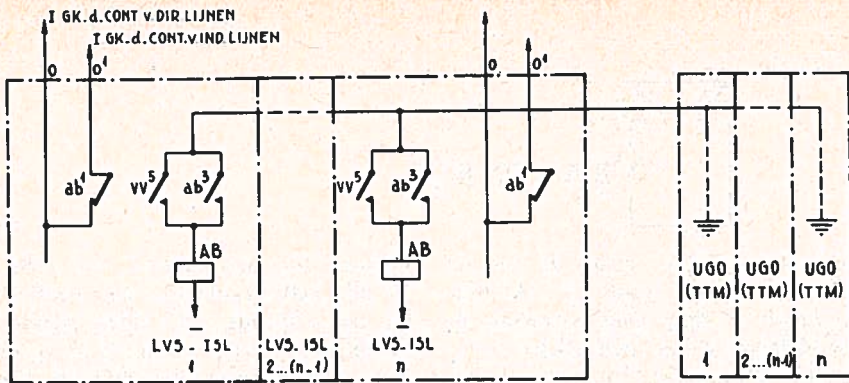 I GK.d.CONT v.DIR.LIJNEN
I GK.d.CONT.v.IND.LIJNEN
0 0¹ 0 0¹
ab¹ vv⁵ ab³ vv⁵ ab³ ab¹
AB AB
LVS-ISL LVS.ISL LVS-ISL
1 2...(n-1) n
UGO UGO UGO
(TTM) (TTM) (TTM)
1 2...(n-1) n